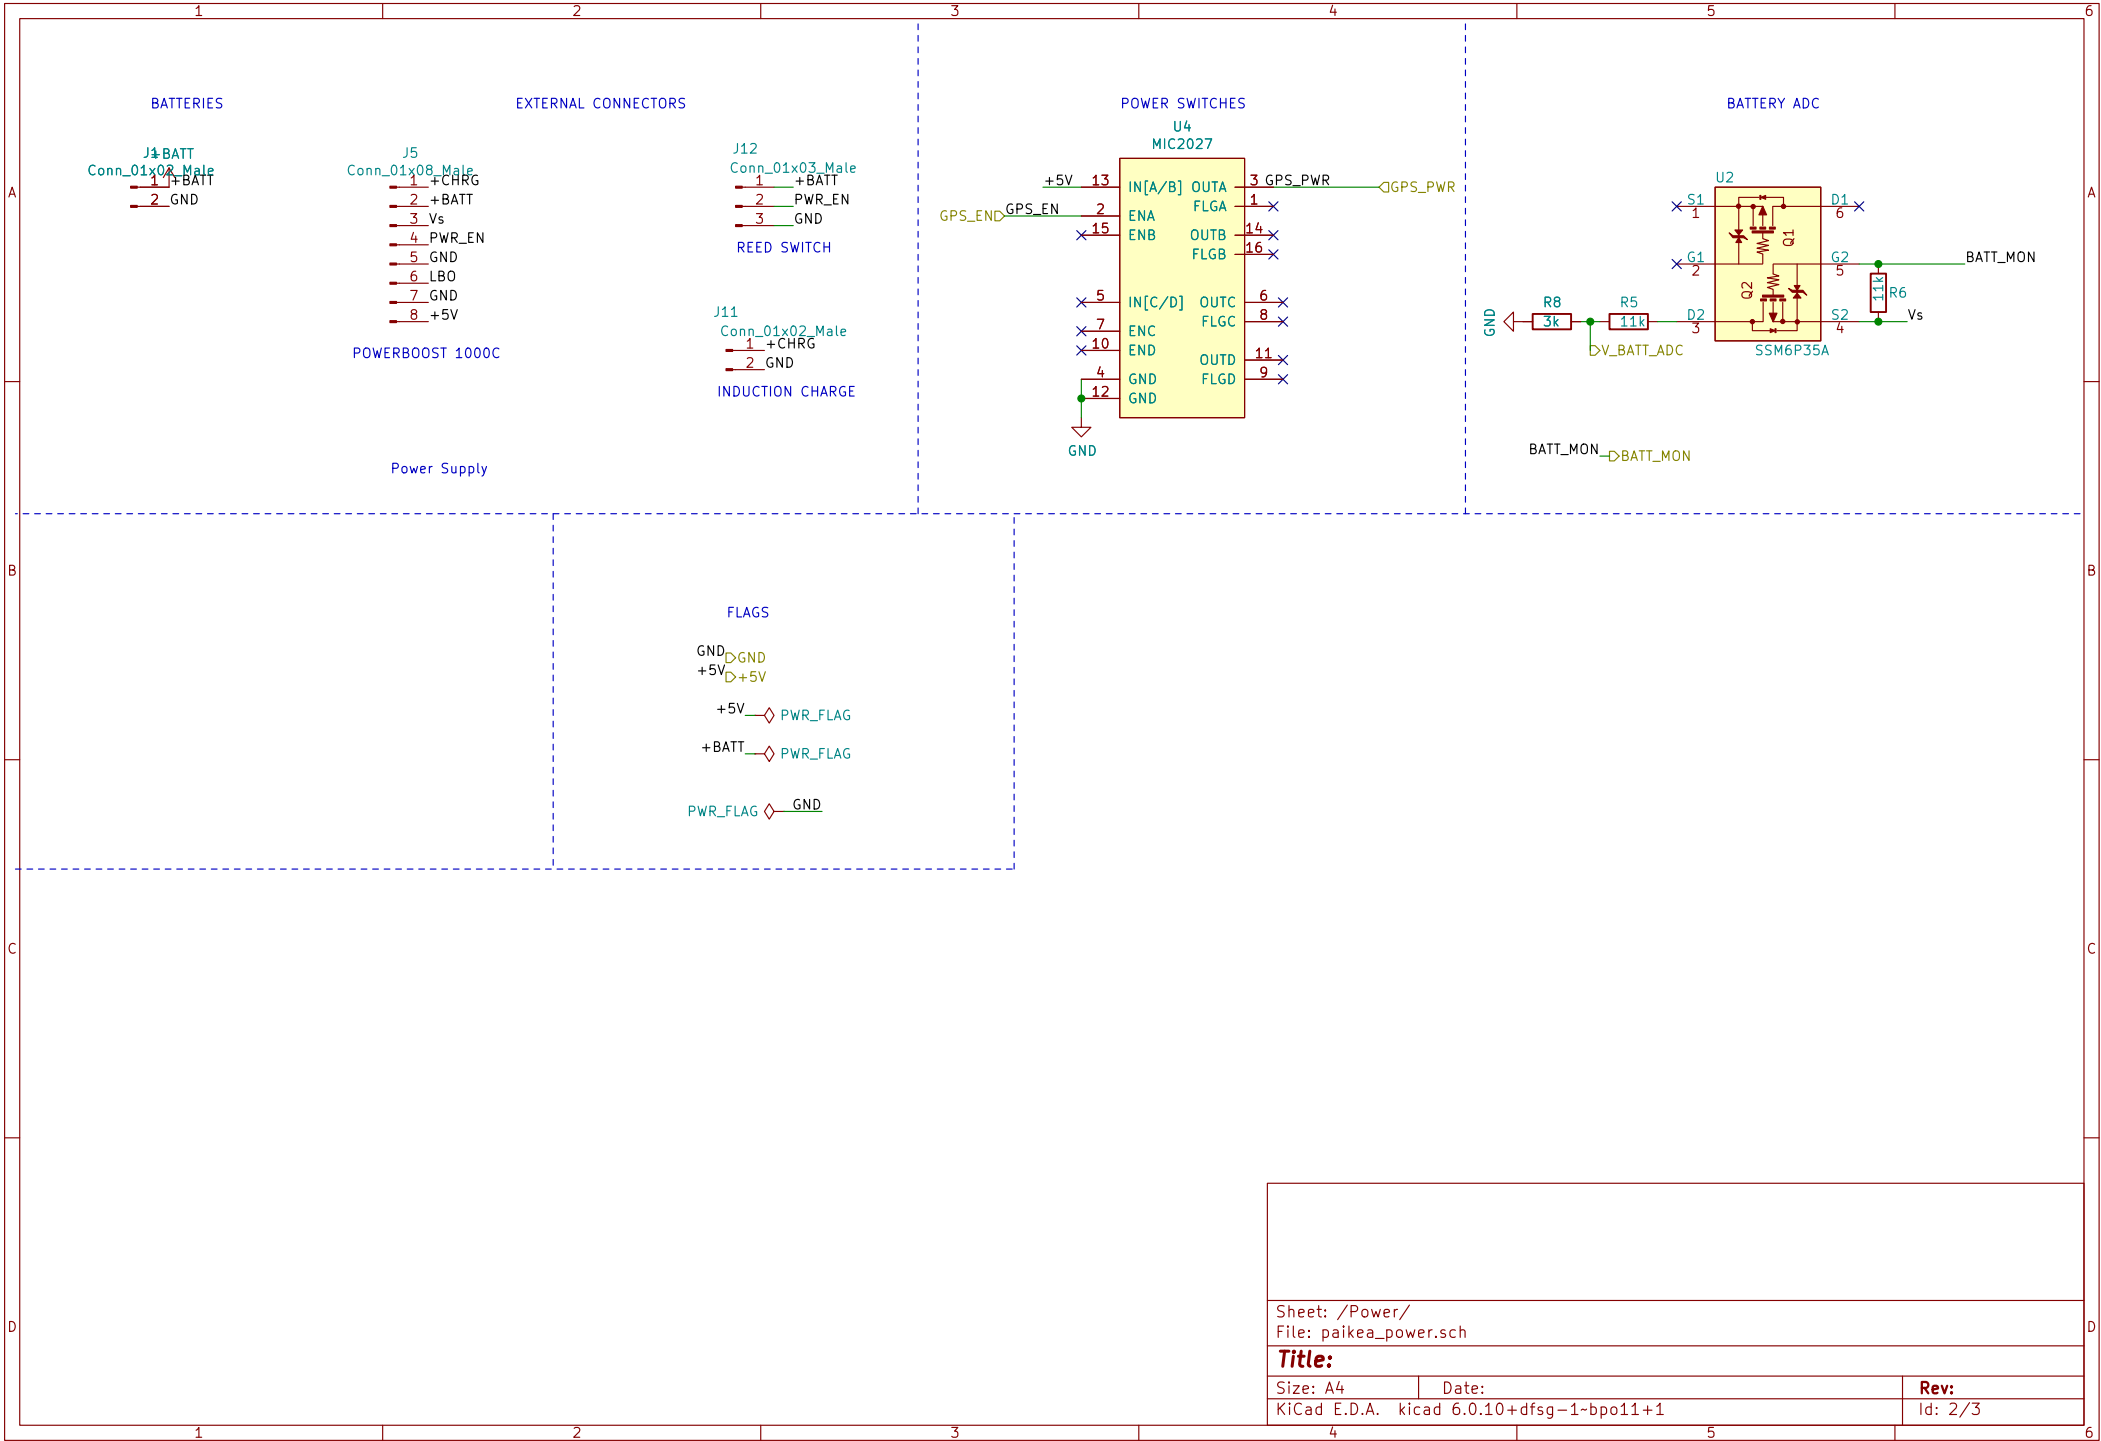 1 2 3 4 5 6
A
B
C
D
BATTERIES
J1
+BATT
Conn_01x02_Male
1 +BATT
2 GND
EXTERNAL CONNECTORS
J5
Conn_01x08_Male
1 +CHRG
2 +BATT
3 Vs
4 PWR_EN
5 GND
6 LBO
7 GND
8 +5V
POWERBOOST 1000C
J12
Conn_01x03_Male
1 +BATT
2 PWR_EN
3 GND
REED SWITCH
J11
Conn_01x02_Male
1 +CHRG
2 GND
INDUCTION CHARGE
Power Supply
POWER SWITCHES
U4
MIC2027
+5V 13 IN[A/B] OUTA 3 GPS_PWR GPS_PWR
FLGA 1
GPS_EN GPS_EN 2 ENA
15 ENB OUTB 14
FLGB 16
5 IN[C/D] OUTC 6
FLGC 8
7 ENC
10 END
OUTD 11
4 GND FLGD 9
12 GND
GND
BATTERY ADC
U2
S1 D1
1 6
Q1
G1 G2 BATT_MON
2 5
Q2
11k R6
R8 R5
GND 3k 11k D2 S2 Vs
3 4
V_BATT_ADC
SSM6P35A
BATT_MON BATT_MON
FLAGS
GND GND
+5V +5V
+5V PWR_FLAG
+BATT PWR_FLAG
PWR_FLAG GND
Sheet: /Power/
File: paikea_power.sch
Title:
Size: A4 Date: Rev:
KiCad E.D.A. kicad 6.0.10+dfsg-1~bpo11+1 Id: 2/3
A
B
C
D
1 2 3 4 5 6